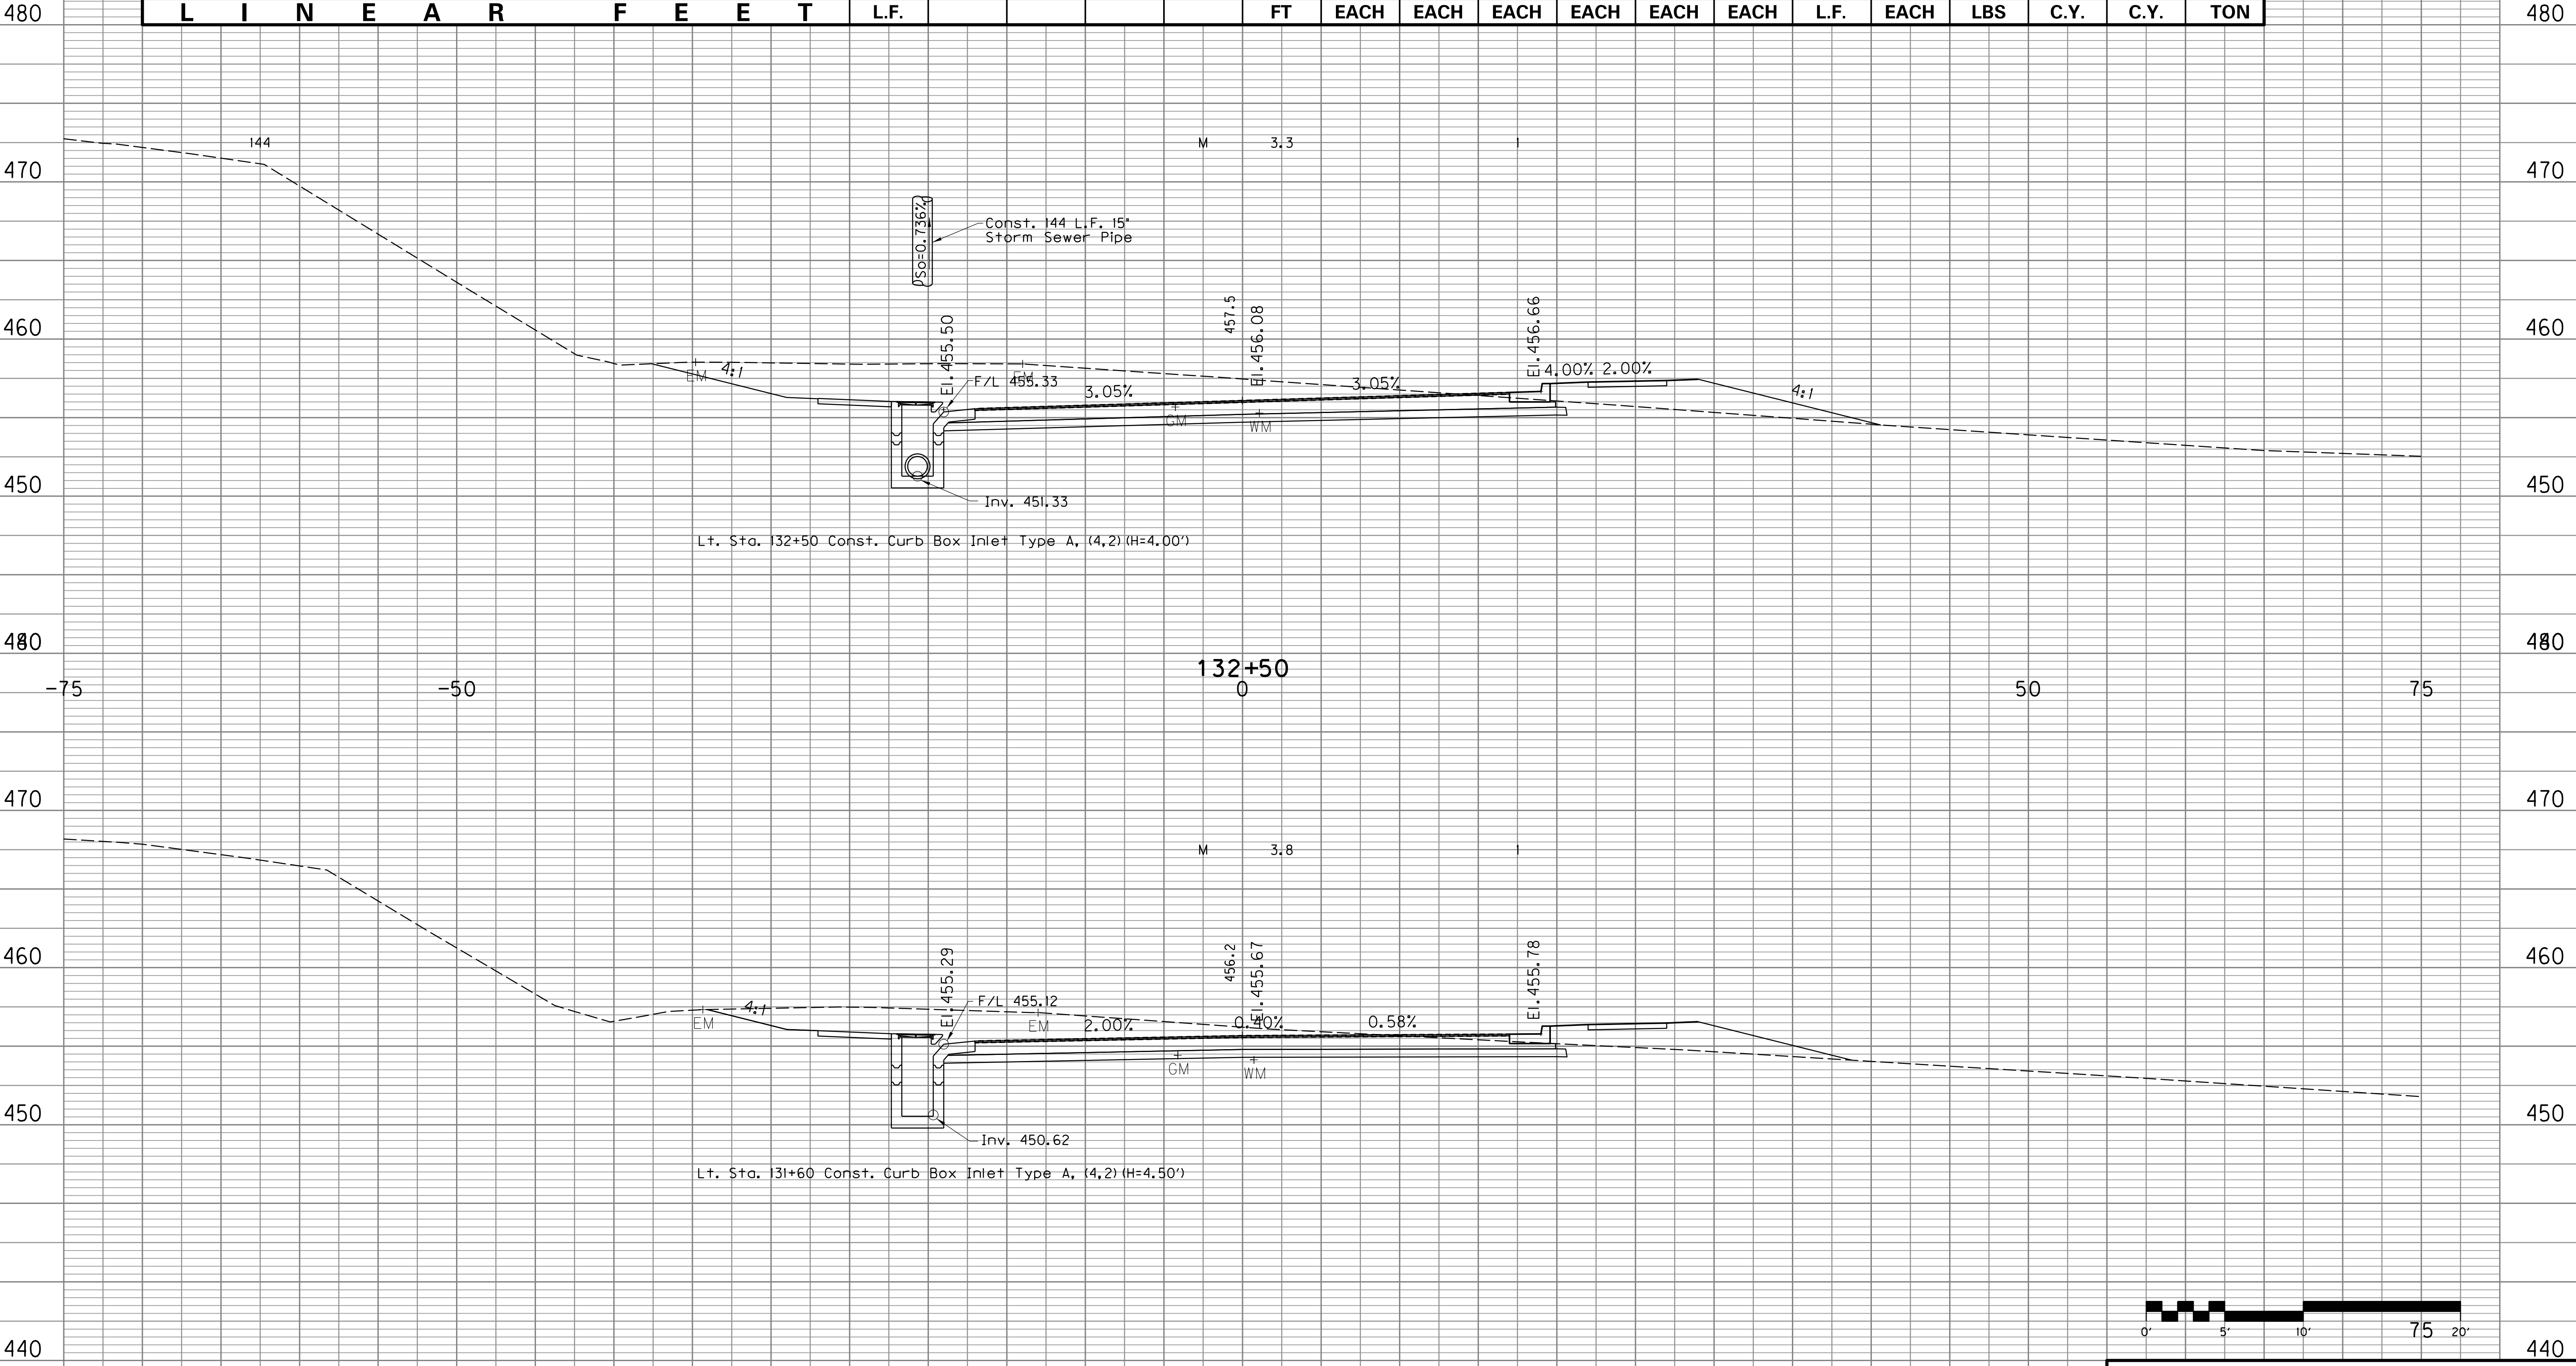 480 L I N E A R F E E T L.F. FT EACH EACH EACH EACH EACH EACH L.F. EACH LBS C.Y. C.Y. TON 480
144 M 3.3 1
470 470
So=0.736%
Const. 144 L.F. 15"
Storm Sewer Pipe
460 460
El.455.50 457.5 El.456.08 El.456.66
EM 4:1 EM F/L 455.33 3.05% 3.05% 4.00% 2.00% 4:1
GM WM
450 450
Inv. 451.33
Lt. Sta. 132+50 Const. Curb Box Inlet Type A, (4,2)(H=4.00')
480 480
132+50
-75 -50 0 50 75
470 470
M 3.8 1
460 460
El.455.29 456.2 El.455.67 El.455.78
4:1 F/L 455.12
EM EM 2.00% 0.40% 0.58%
GM WM
450 450
Inv. 450.62
Lt. Sta. 131+60 Const. Curb Box Inlet Type A, (4,2)(H=4.50')
0' 5' 10' 75 20'
440 440